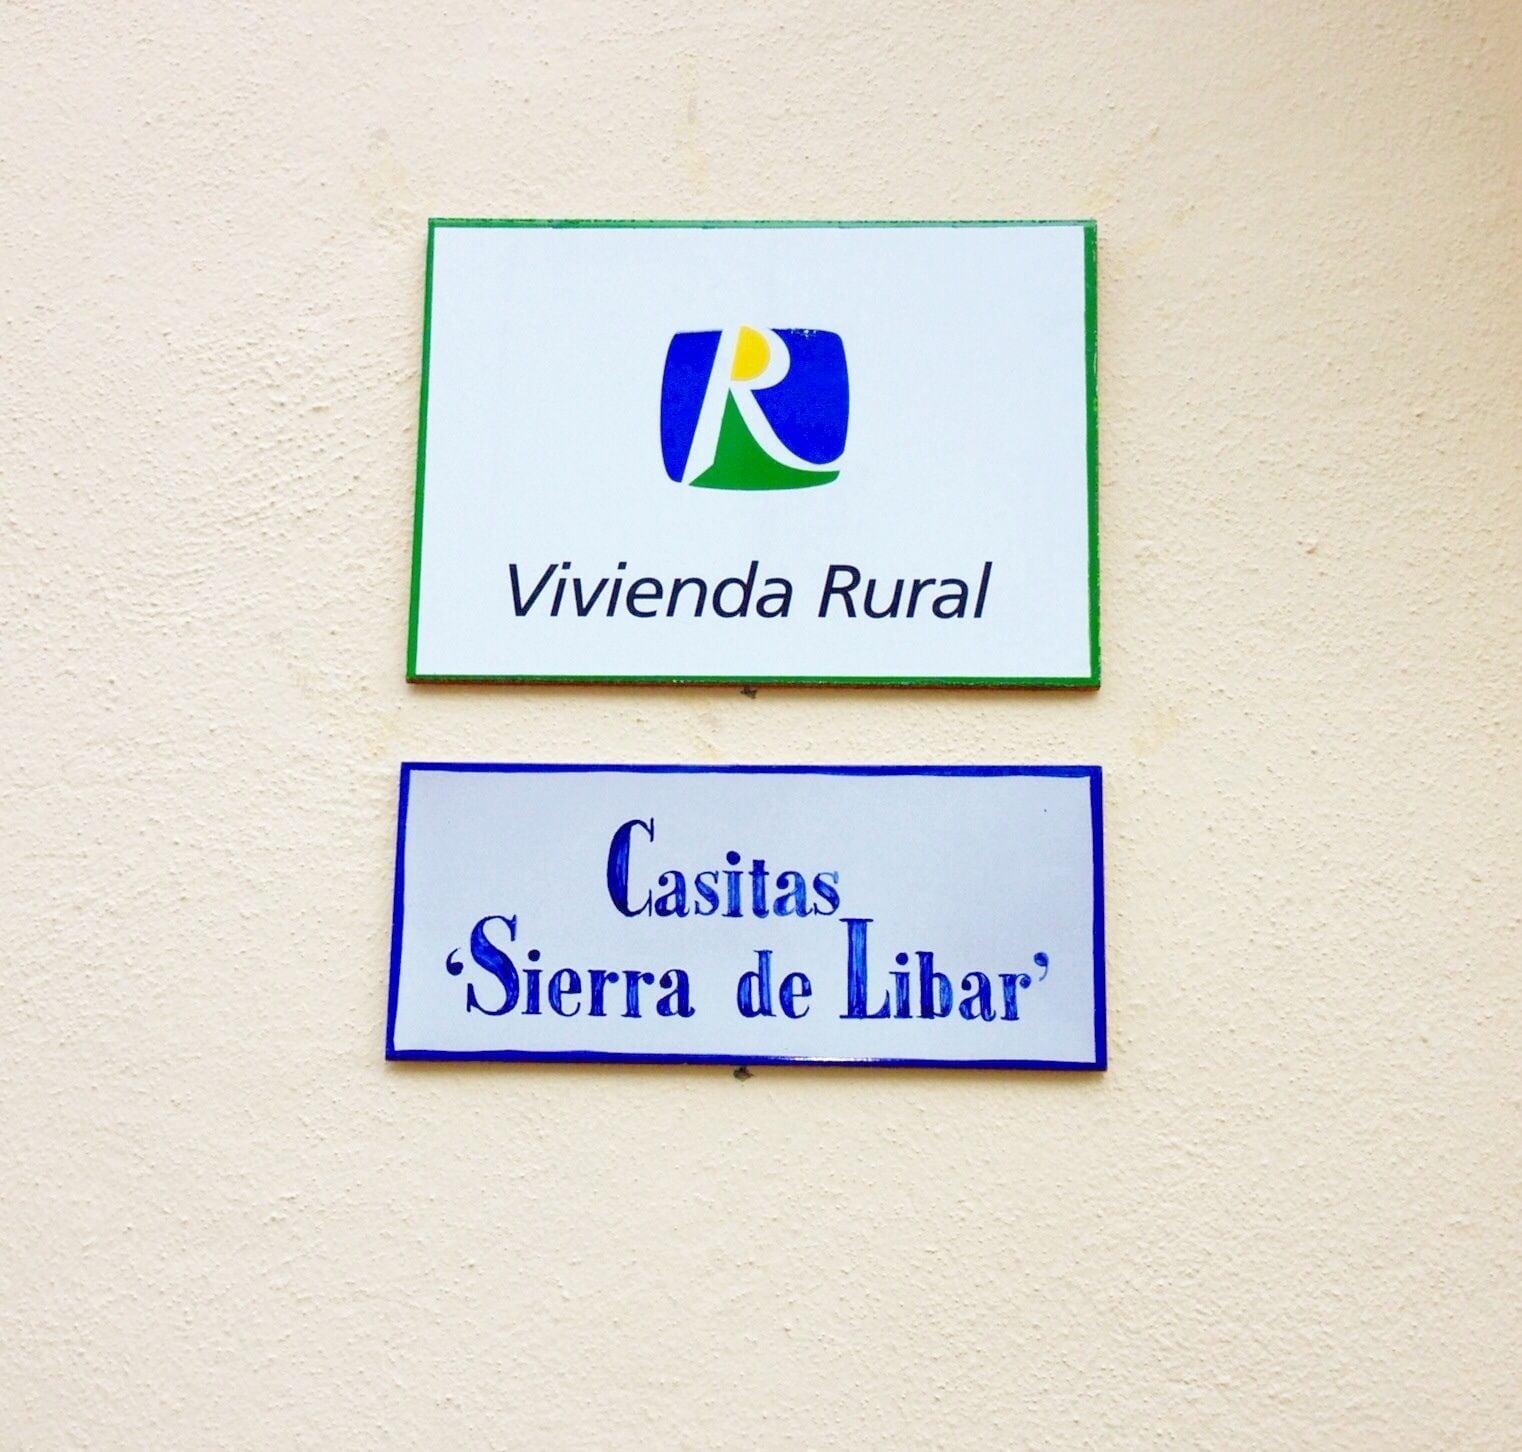 R
Vivienda Rural
Casitas
‘Sierra de Libar’